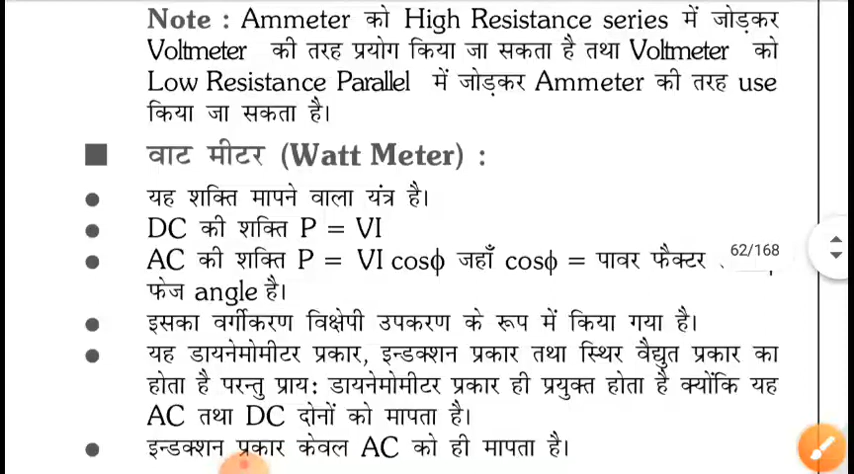 Note : Ammeter को High Resistance series में जोड़कर
Voltmeter की तरह प्रयोग किया जा सकता है तथा Voltmeter को
Low Resistance Parallel में जोड़कर Ammeter की तरह use
किया जा सकता है।
■ वाट मीटर (Watt Meter) :
● यह शक्ति मापने वाला यंत्र है।
● DC की शक्ति P = VI
● AC की शक्ति P = VI cosϕ जहाँ cosϕ = पावर फैक्टर
62/168
फेज angle है।
● इसका वर्गीकरण विक्षेपी उपकरण के रूप में किया गया है।
● यह डायनेमोमीटर प्रकार, इन्डक्शन प्रकार तथा स्थिर वैद्युत प्रकार का
होता है परन्तु प्राय: डायनेमोमीटर प्रकार ही प्रयुक्त होता है क्योंकि यह
AC तथा DC दोनों को मापता है।
● इन्डक्शन प्रकार केवल AC को ही मापता है।